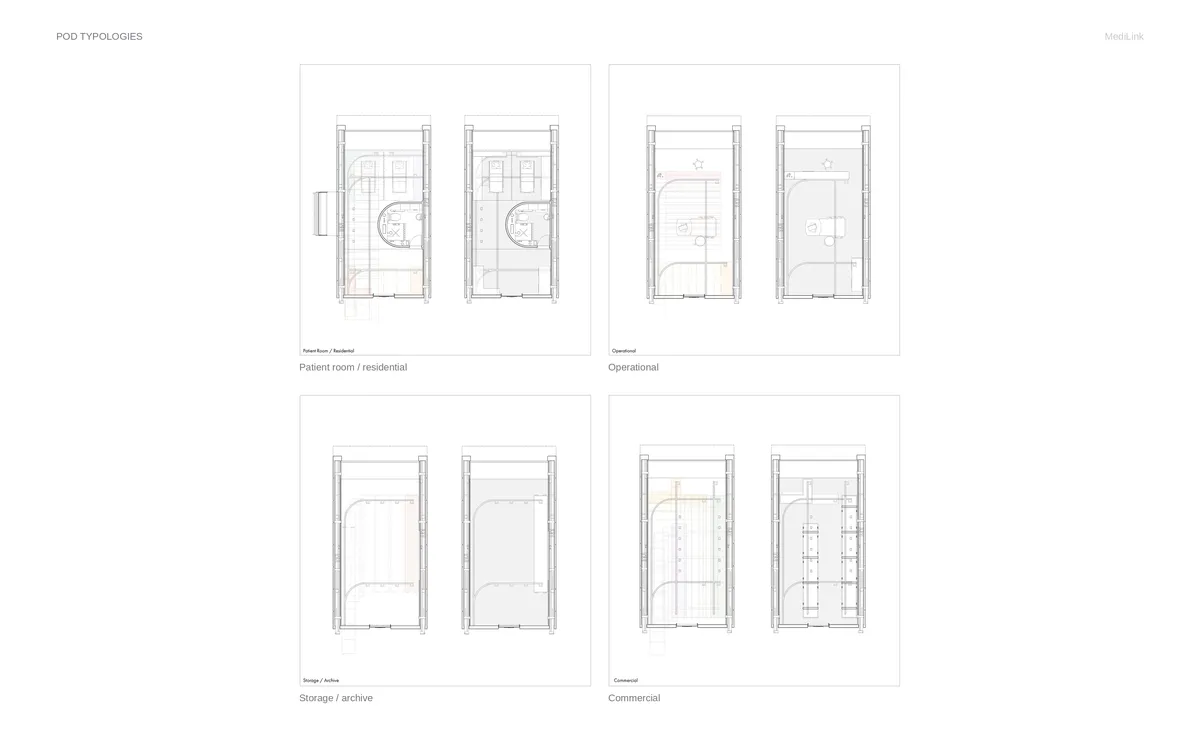 POD TYPOLOGIES
MediLink
Patient Room / Residential
Operational
Patient room / residential
Operational
Storage / Archive
Commercial
Storage / archive
Commercial